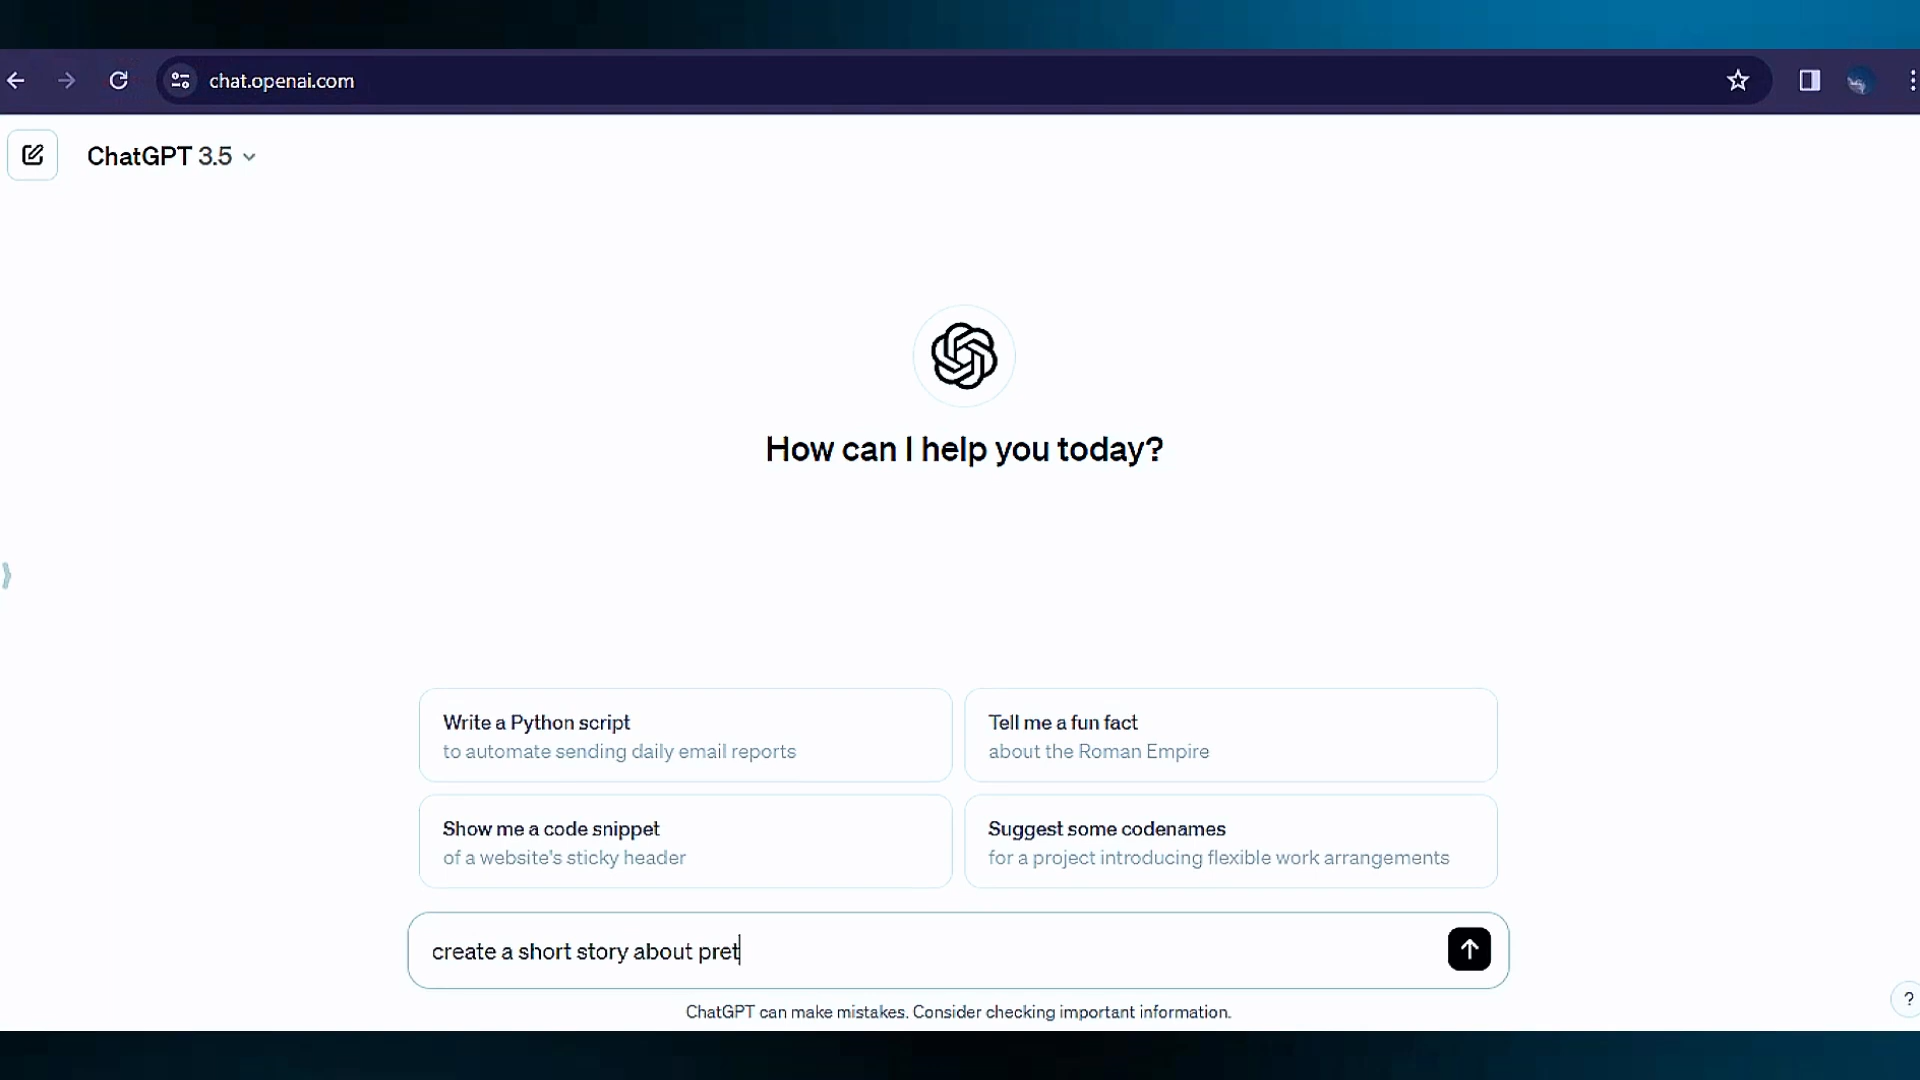 chat.openai.com
ChatGPT 3.5
How can I help you today?
Write a Python script
to automate sending daily email reports
Tell me a fun fact
about the Roman Empire
Show me a code snippet
of a website's sticky header
Suggest some codenames
for a project introducing flexible work arrangements
create a short story about pret
ChatGPT can make mistakes. Consider checking important information.
?